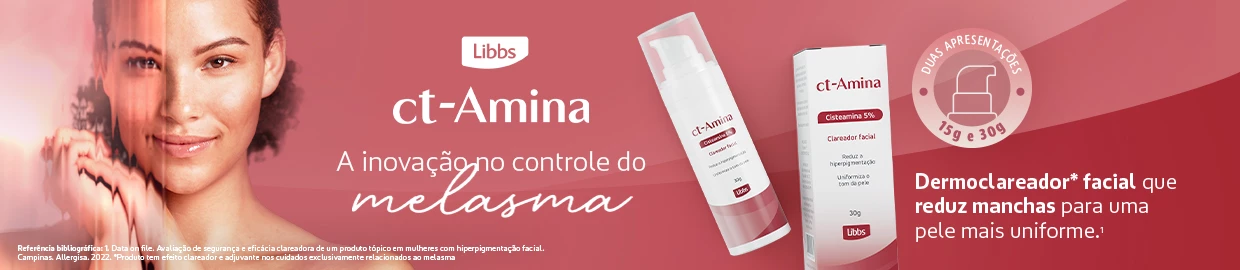 Libbs
ct-Amina
A inovação no controle do
melasma
Referência bibliográfica: 1. Data on file. Avaliação de segurança e eficácia clareadora de um produto tópico em mulheres com hiperpigmentação facial.
Campinas. Allergisa. 2022. *Produto tem efeito clareador e adjuvante nos cuidados exclusivamente relacionados ao melasma
ct-Amina
Cisteamina 5%
Clareador facial
30g
Libbs
ct-Amina
Cisteamina 5%
Clareador facial
Reduz a
hiperpigmentação
Uniformiza o
tom da pele
30g
Libbs
DUAS APRESENTAÇÕES
15g e 30g
Dermoclareador* facial que
reduz manchas para uma
pele mais uniforme.¹